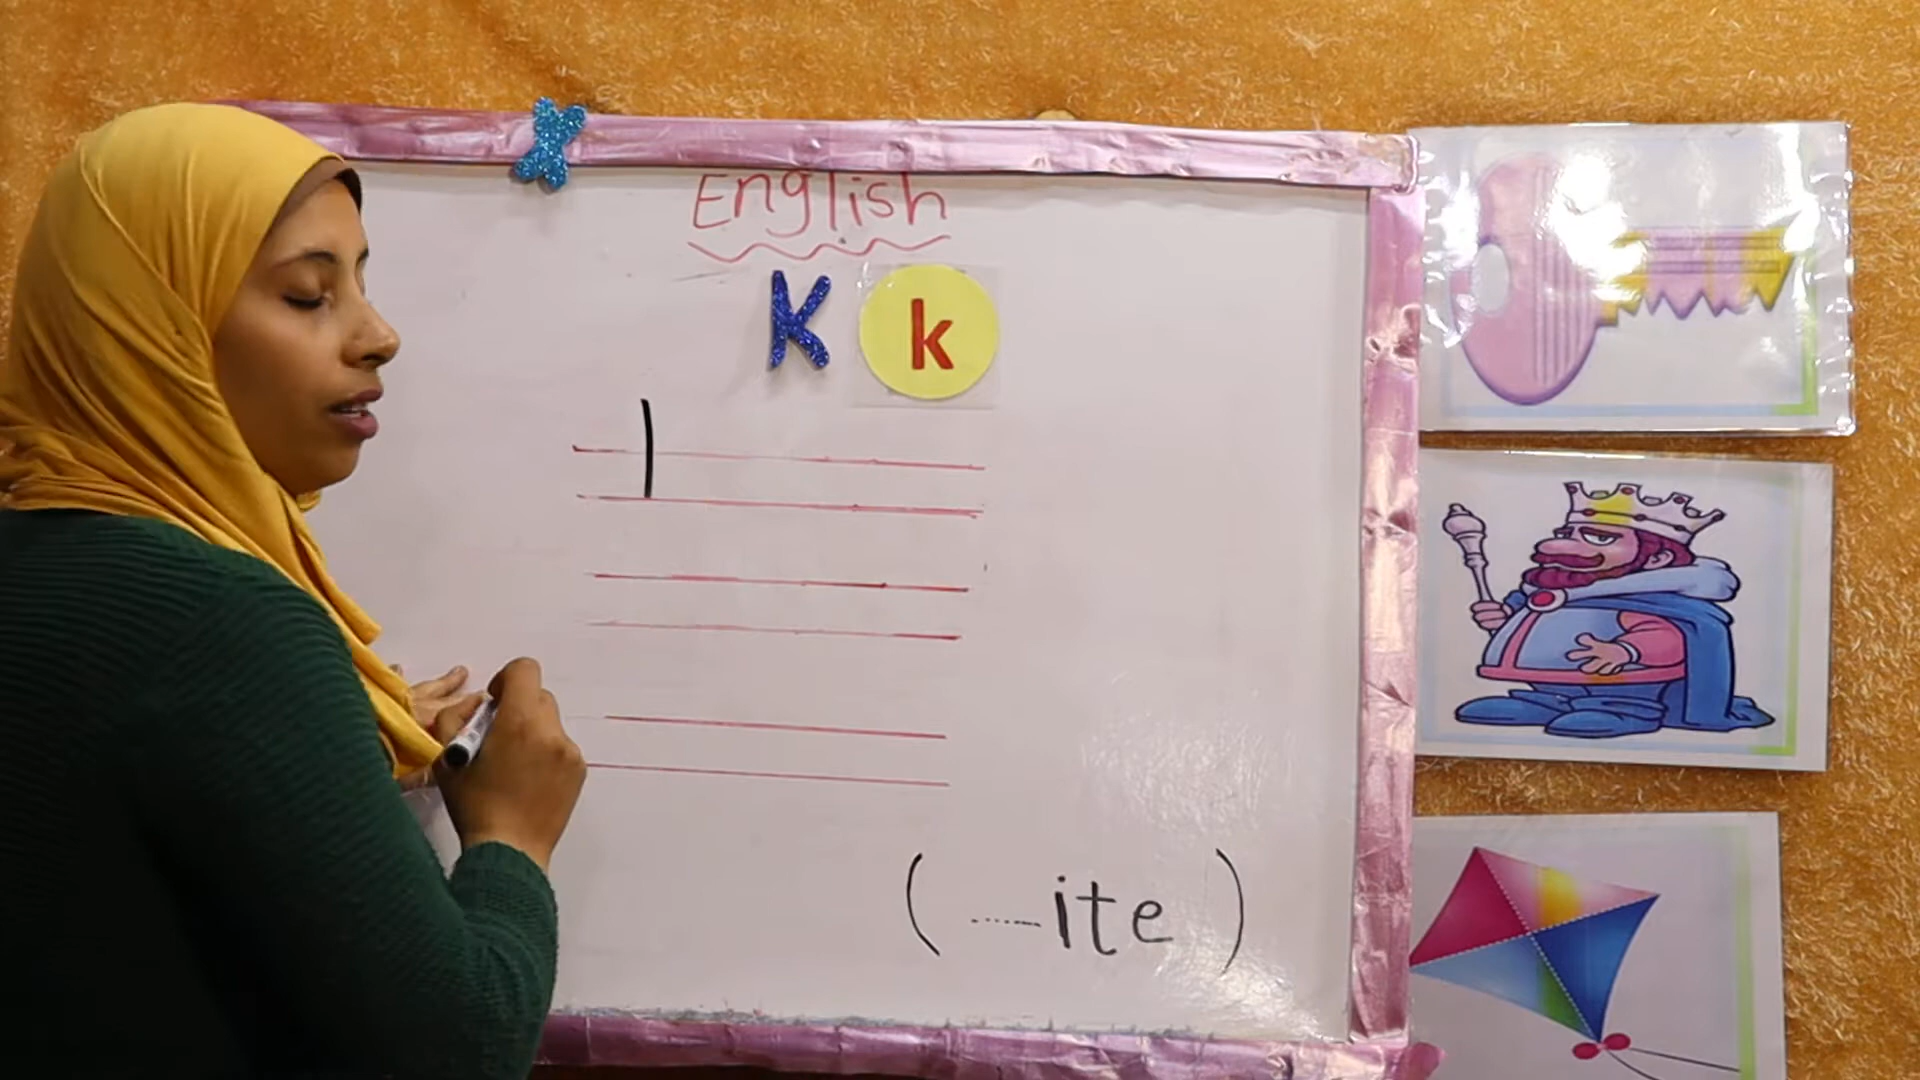 English
K k
( ......ite )